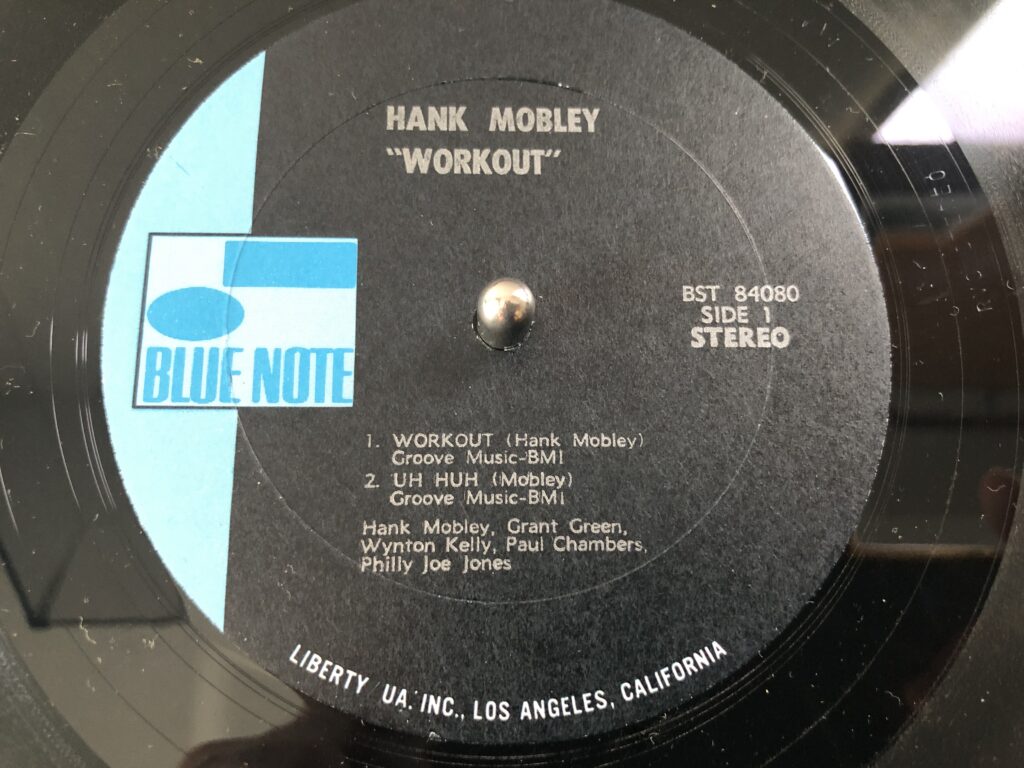 HANK MOBLEY
"WORKOUT"
BLUE NOTE
BST 84080
SIDE 1
STEREO
1. WORKOUT (Hank Mobley)
Groove Music-BMI
2. UH HUH (Mobley)
Groove Music-BMI
Hank Mobley, Grant Green,
Wynton Kelly, Paul Chambers,
Philly Joe Jones
LIBERTY UA, INC., LOS ANGELES, CALIFORNIA